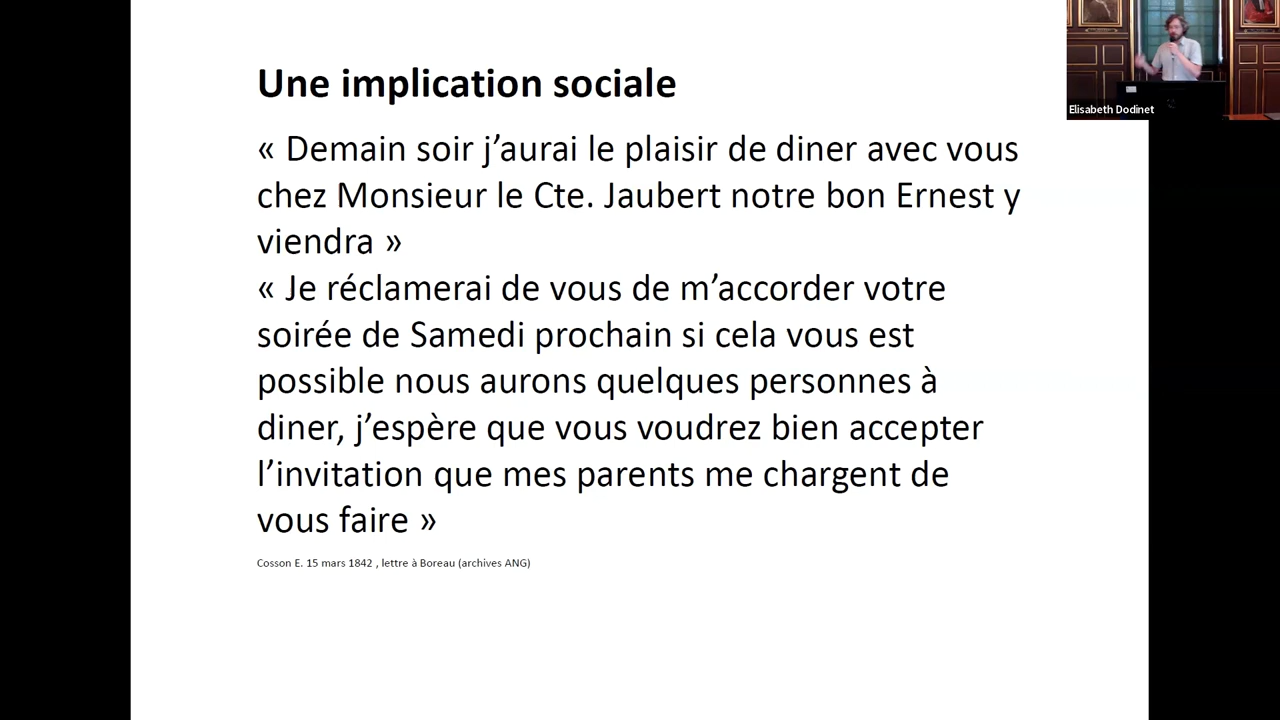 Une implication sociale
« Demain soir j’aurai le plaisir de diner avec vous
chez Monsieur le Cte. Jaubert notre bon Ernest y
viendra »
« Je réclamerai de vous de m’accorder votre
soirée de Samedi prochain si cela vous est
possible nous aurons quelques personnes à
diner, j’espère que vous voudrez bien accepter
l’invitation que mes parents me chargent de
vous faire »
Cosson E. 15 mars 1842 , lettre à Boreau (archives ANG)
Elisabeth Dodinet